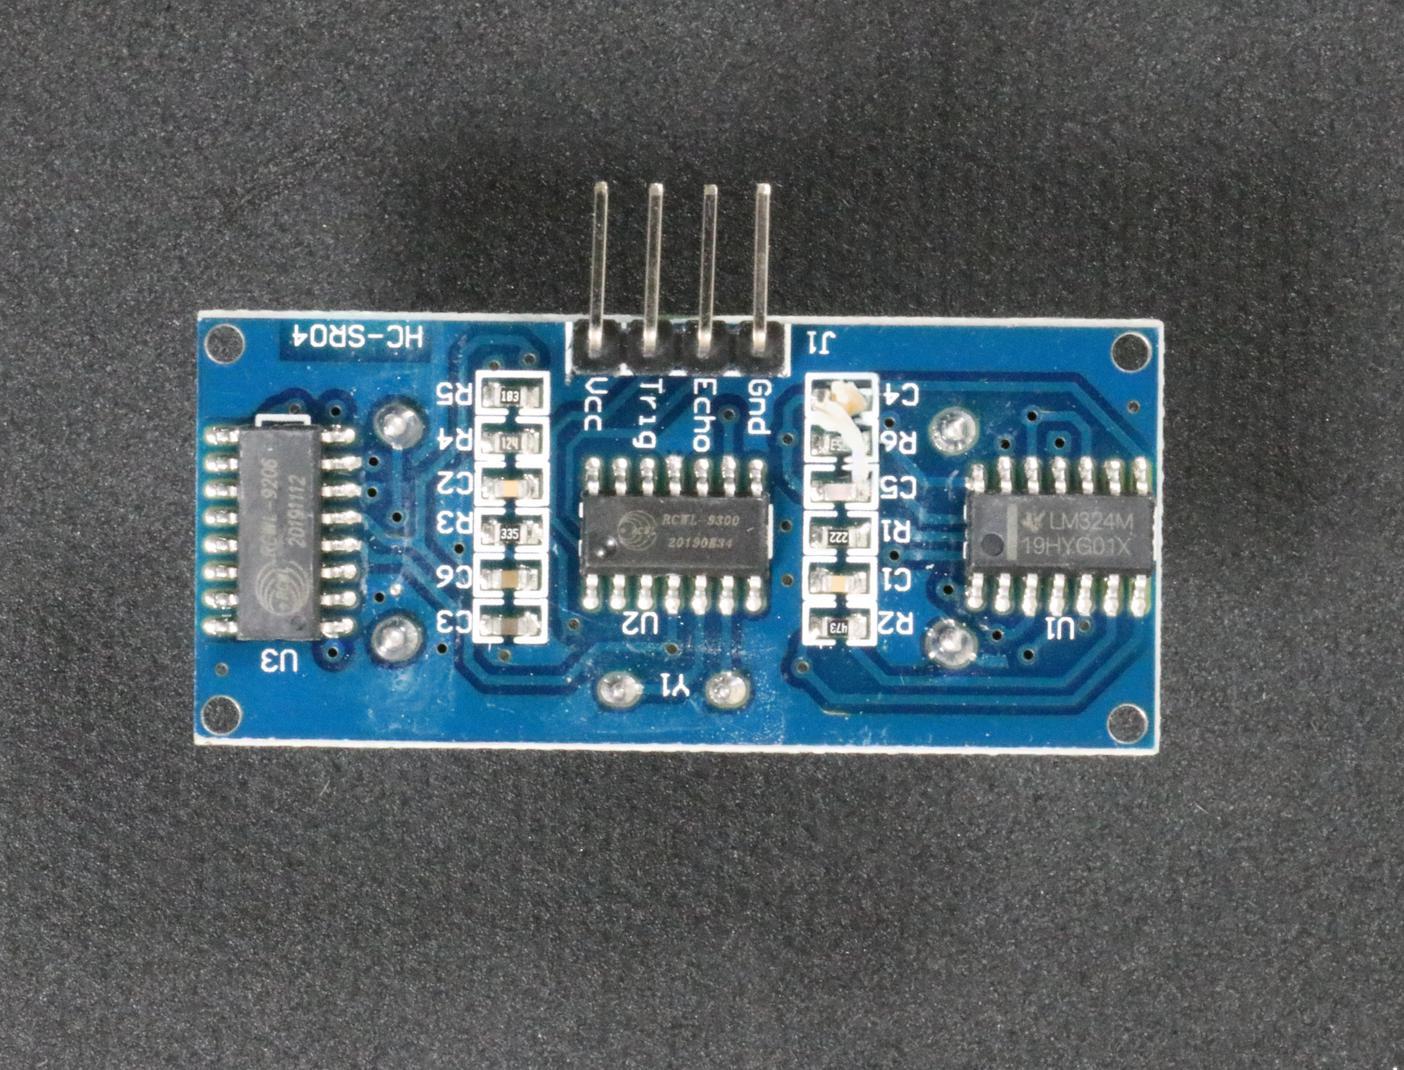 HC-SR04
J1
Vcc
Trig
Echo
Gnd
R5
103
R4
124
C2
R3
335
C6
C3
C4
R6
C5
R1
222
C1
R2
473
RCWL-9206
20191112
U3
RCWL-9300
U2
LM324M
19HYG01X
U1
Y1